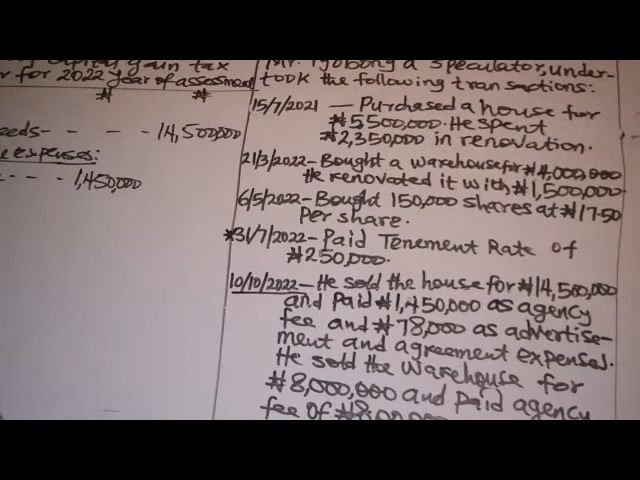 capital gain tax
for 2022 year of assessment
₦ ₦
- - - - 14,500,000
expenses:
- - - 1,450,000
Mr. a speculator, under-
took the following transactions:
15/7/2021 — Purchased a house for
₦5,500,000. He spent
₦2,350,000 in renovation.
21/3/2022 - Bought a warehouse for ₦4,000,000
He renovated it with ₦1,500,000.
6/5/2022 - Bought 150,000 shares at ₦17.50
Per share.
*31/7/2022 - Paid Tenement Rate of
₦250,000.
10/10/2022 - He sold the house for ₦14,500,000
and paid ₦1,450,000 as agency
fee and ₦78,000 as advertise-
ment and agreement expenses.
He sold the Warehouse for
₦8,000,000 and paid agency
fee of